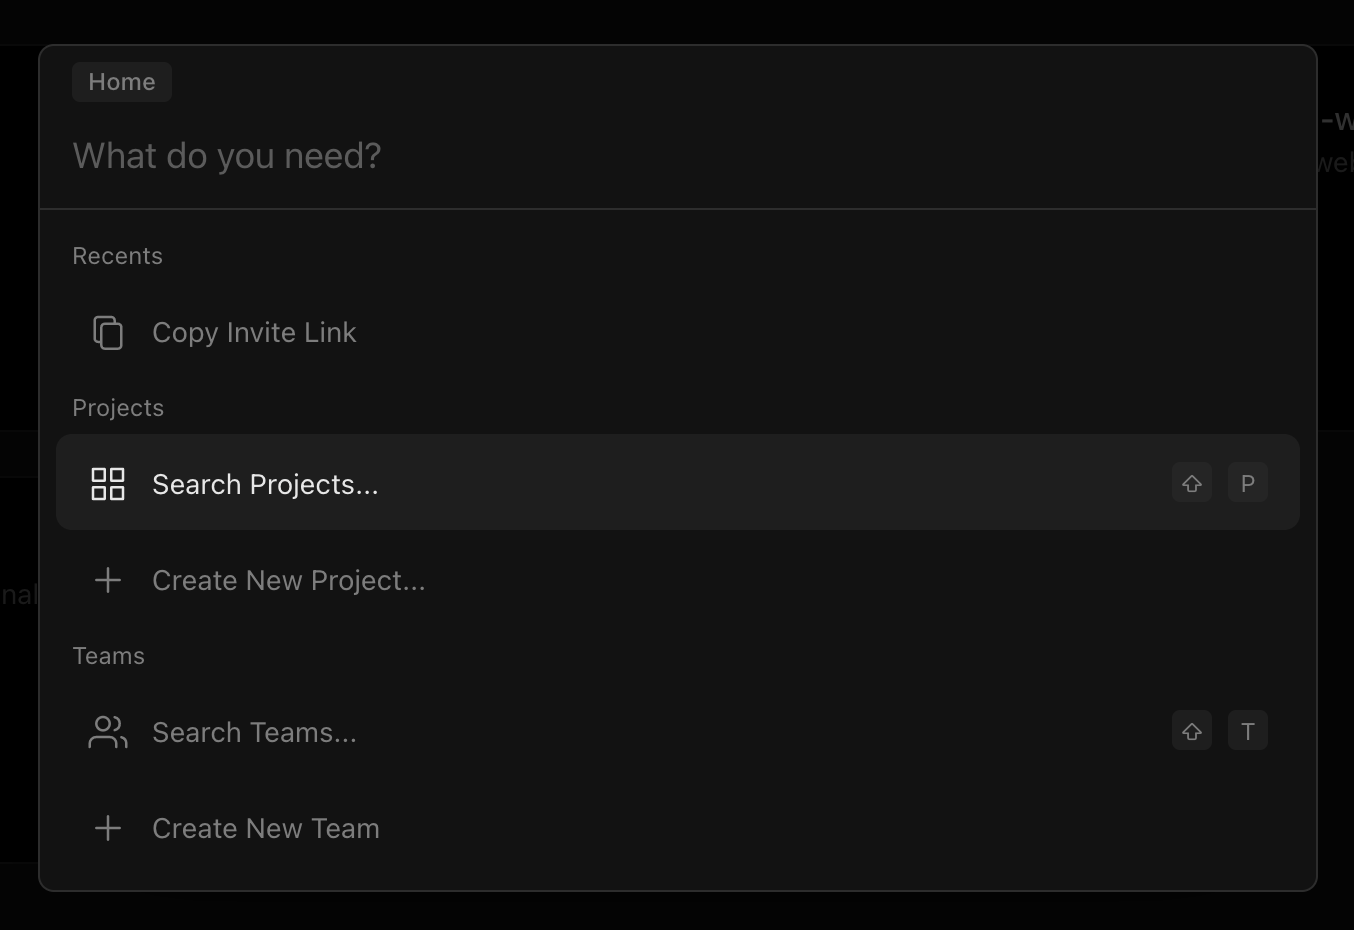 Home
What do you need?
Recents
Copy Invite Link
Projects
Search Projects...
P
Create New Project...
Teams
Search Teams...
T
Create New Team